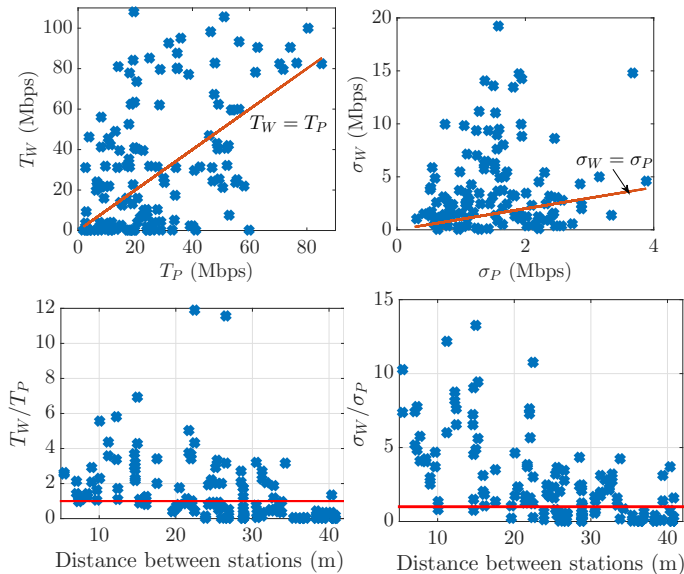 100
80
60
40
20
0
T_W (Mbps)
T_W = T_P
0 20 40 60 80 100
T_P (Mbps)
20
15
10
5
0
σ_W (Mbps)
σ_W = σ_P
2 4
σ_P (Mbps)
12
10
8
6
4
2
0
T_W/T_P
10 20 30 40
Distance between stations (m)
15
10
5
0
σ_W/σ_P
10 20 30 40
Distance between stations (m)